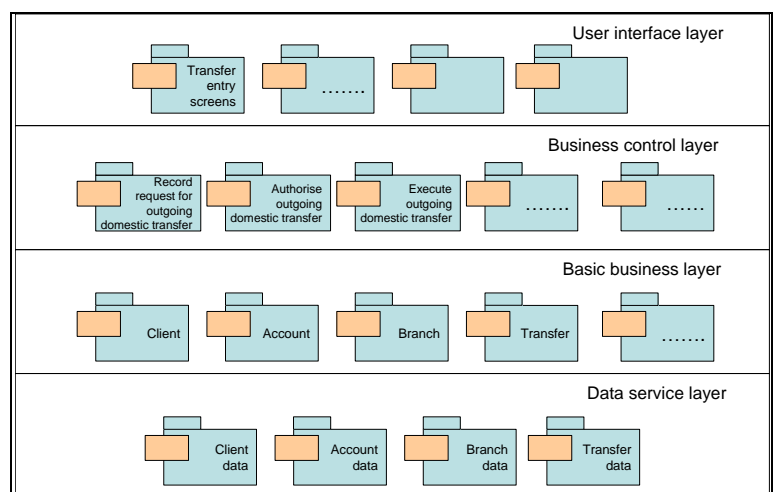 User interface layer
Transfer
entry
screens
.......
Business control layer
Record
request for
outgoing
domestic transfer
Authorise
outgoing
domestic transfer
Execute
outgoing
domestic transfer
.......
......
Basic business layer
Client
Account
Branch
Transfer
.......
Data service layer
Client
data
Account
data
Branch
data
Transfer
data